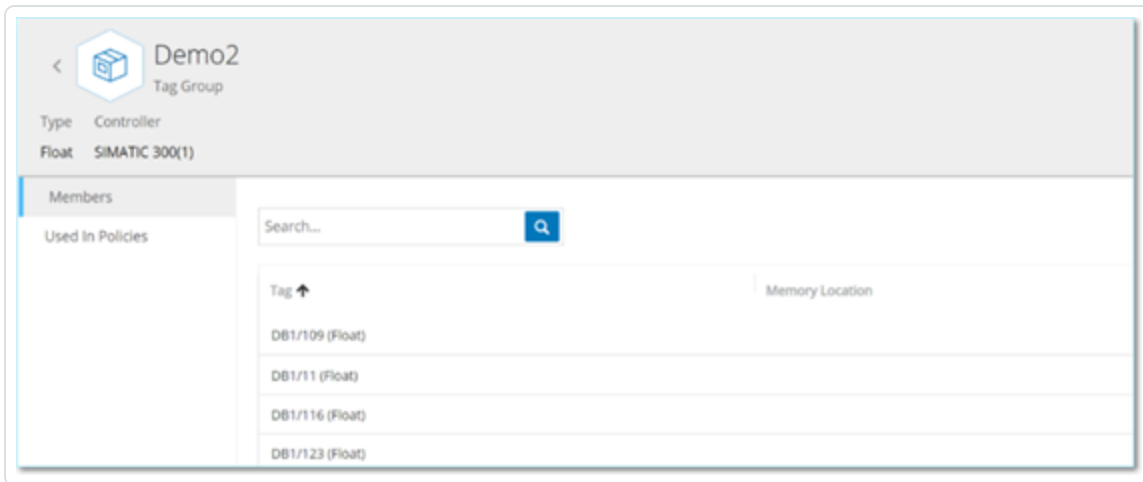 Demo2
Tag Group
Type Controller
Float SIMATIC 300(1)
Members
Used In Policies
Search...
Tag Memory Location
DB1/109 (Float)
DB1/11 (Float)
DB1/116 (Float)
DB1/123 (Float)